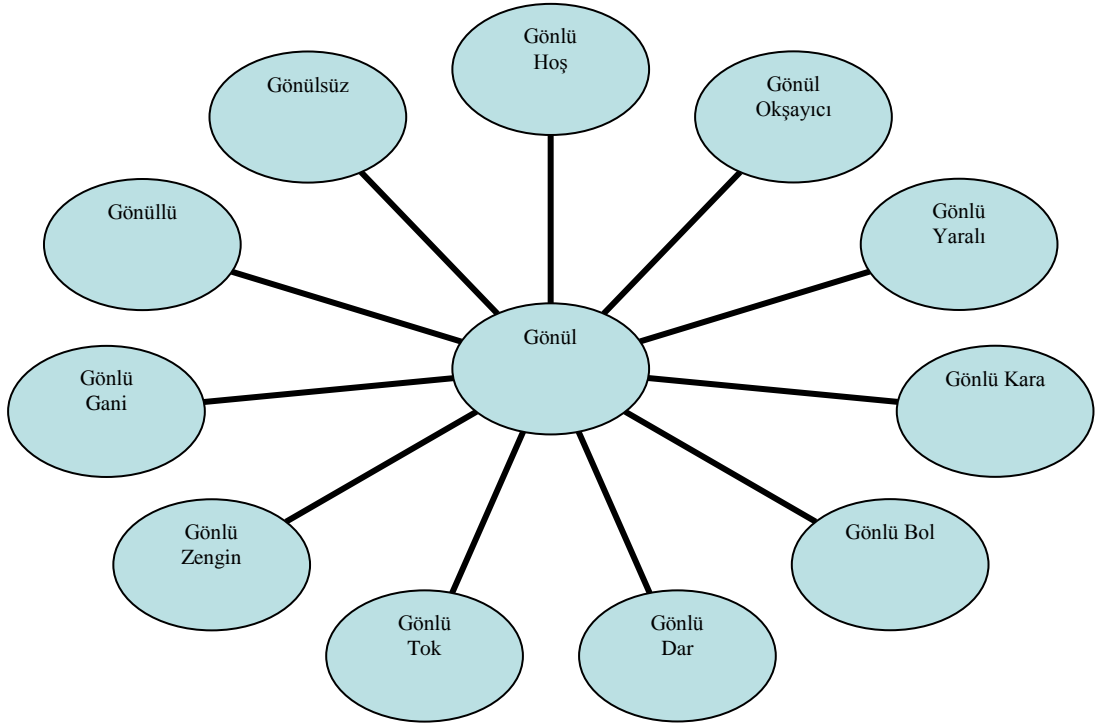 Gönlü
Hoş
Gönülsüz
Gönül
Okşayıcı
Gönüllü
Gönlü
Yaralı
Gönül
Gönlü
Gani
Gönlü Kara
Gönlü
Zengin
Gönlü Bol
Gönlü
Tok
Gönlü
Dar